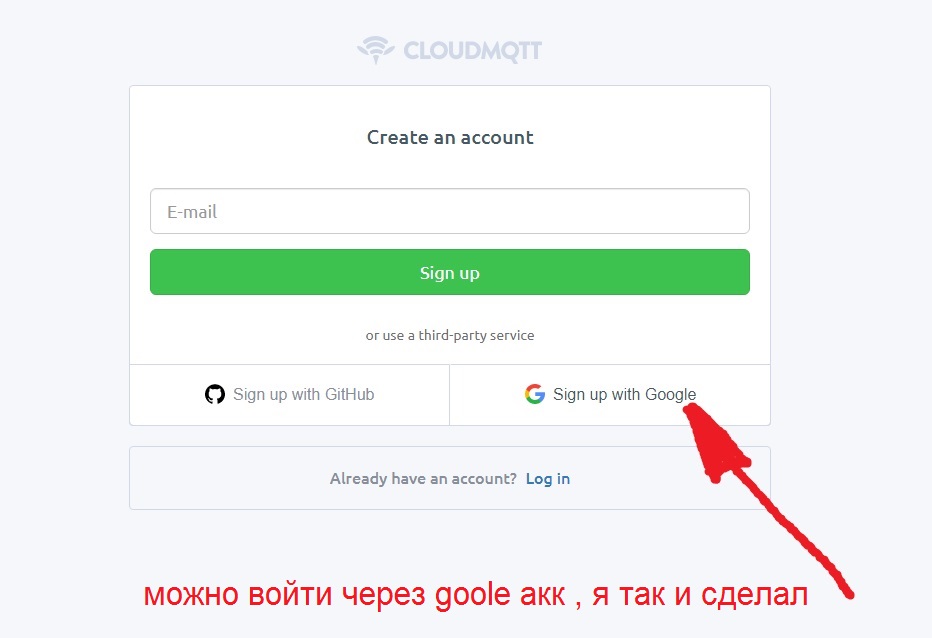 CLOUDMQTT
Create an account
E-mail
Sign up
or use a third-party service
Sign up with GitHub
Sign up with Google
Already have an account? Log in
можно войти через goole акк , я так и сделал